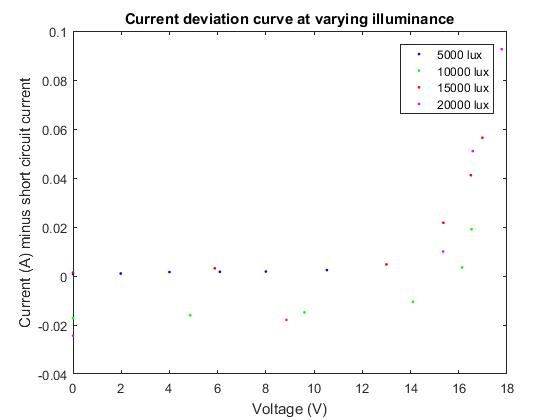 Current deviation curve at varying illuminance
0.1
0.08
0.06
0.04
0.02
0
-0.02
-0.04
Current (A) minus short circuit current
5000 lux
10000 lux
15000 lux
20000 lux
0 2 4 6 8 10 12 14 16 18
Voltage (V)